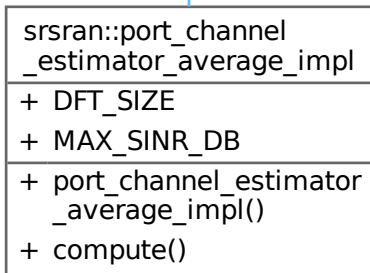 srsran::port_channel
_estimator_average_impl
+ DFT_SIZE
+ MAX_SINR_DB
+ port_channel_estimator
_average_impl()
+ compute()